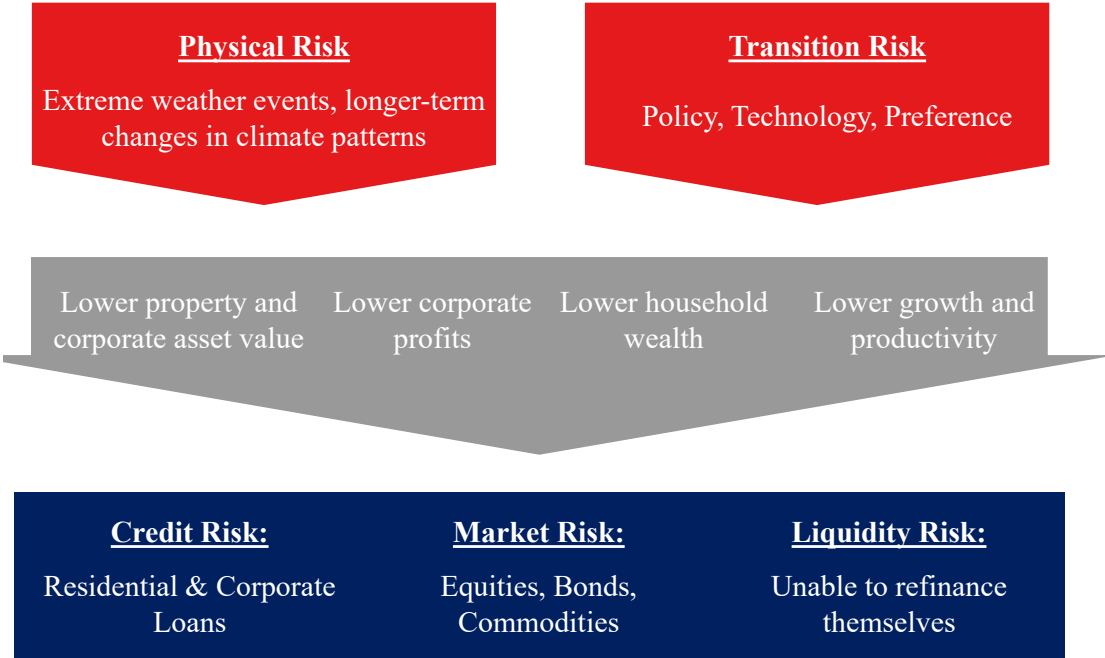 Physical Risk
Extreme weather events, longer-term
changes in climate patterns
Transition Risk
Policy, Technology, Preference
Lower property and
corporate asset value
Lower corporate
profits
Lower household
wealth
Lower growth and
productivity
Credit Risk:
Residential & Corporate
Loans
Market Risk:
Equities, Bonds,
Commodities
Liquidity Risk:
Unable to refinance
themselves